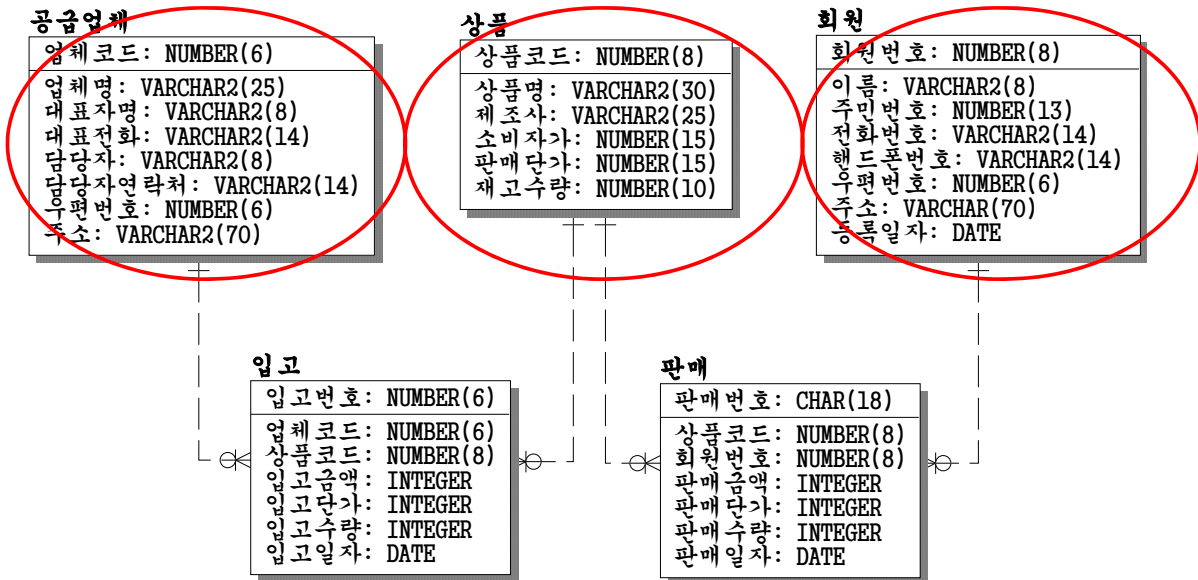 공급업체
업체코드: NUMBER(6)
업체명: VARCHAR2(25)
대표자명: VARCHAR2(8)
대표전화: VARCHAR2(14)
담당자: VARCHAR2(8)
담당자연락처: VARCHAR2(14)
우편번호: NUMBER(6)
주소: VARCHAR2(70)
상품
상품코드: NUMBER(8)
상품명: VARCHAR2(30)
제조사: VARCHAR2(25)
소비자가: NUMBER(15)
판매단가: NUMBER(15)
재고수량: NUMBER(10)
회원
회원번호: NUMBER(8)
이름: VARCHAR2(8)
주민번호: NUMBER(13)
전화번호: VARCHAR2(14)
핸드폰번호: VARCHAR2(14)
우편번호: NUMBER(6)
주소: VARCHAR(70)
등록일자: DATE
입고
입고번호: NUMBER(6)
업체코드: NUMBER(6)
상품코드: NUMBER(8)
입고금액: INTEGER
입고단가: INTEGER
입고수량: INTEGER
입고일자: DATE
판매
판매번호: CHAR(18)
상품코드: NUMBER(8)
회원번호: NUMBER(8)
판매금액: INTEGER
판매단가: INTEGER
판매수량: INTEGER
판매일자: DATE